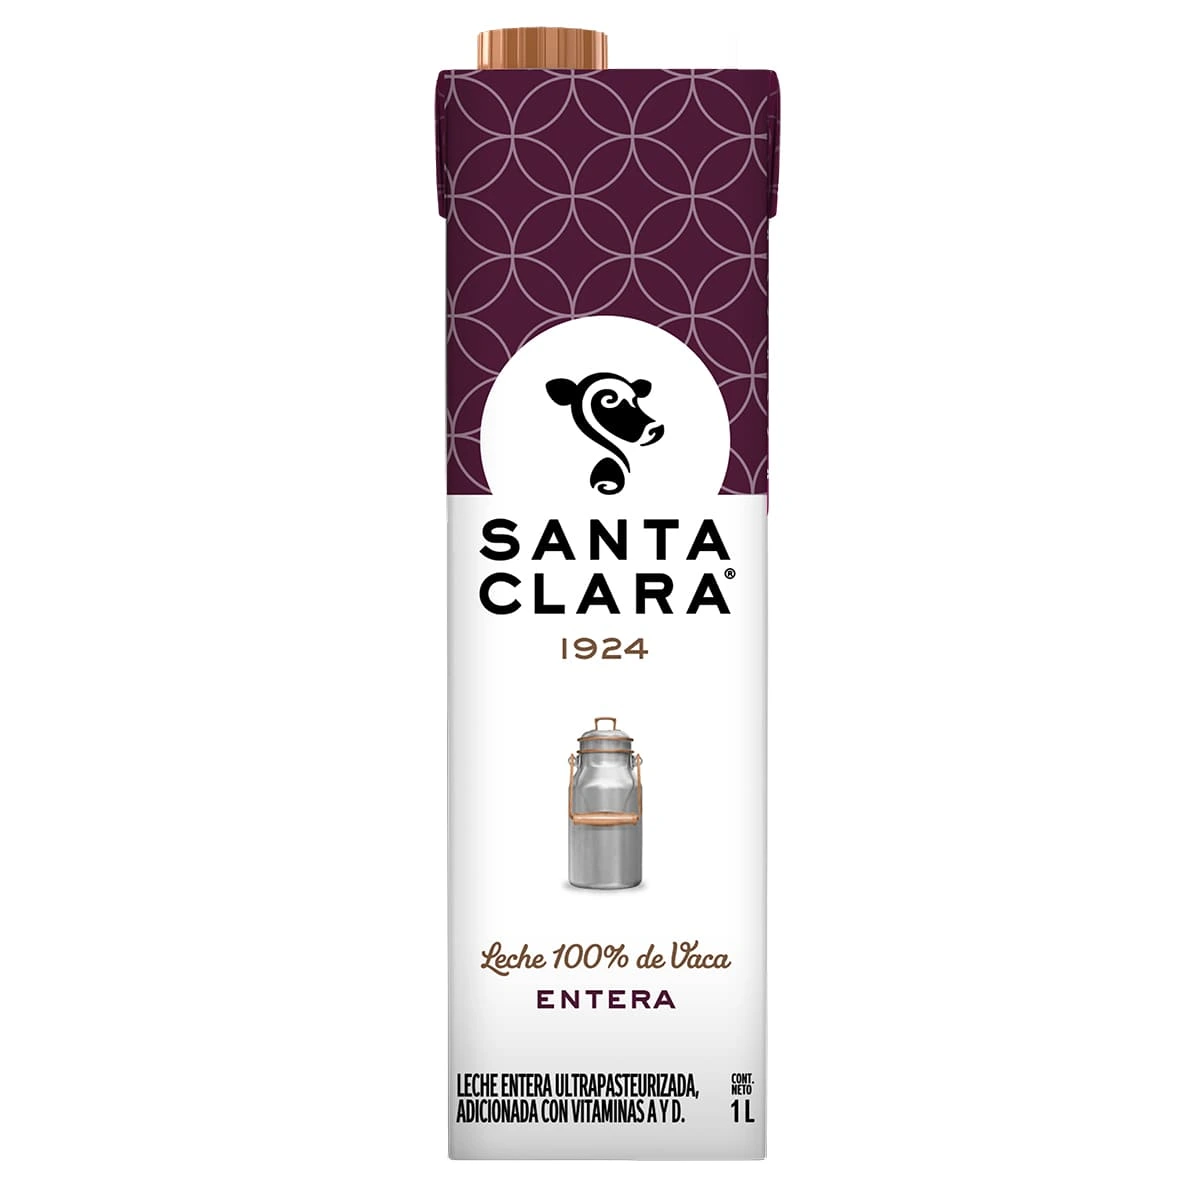 SANTA
CLARA®
1924
Leche 100% de Vaca
ENTERA
LECHE ENTERA ULTRAPASTEURIZADA,
ADICIONADA CON VITAMINAS A Y D.
CONT.
NETO
1 L